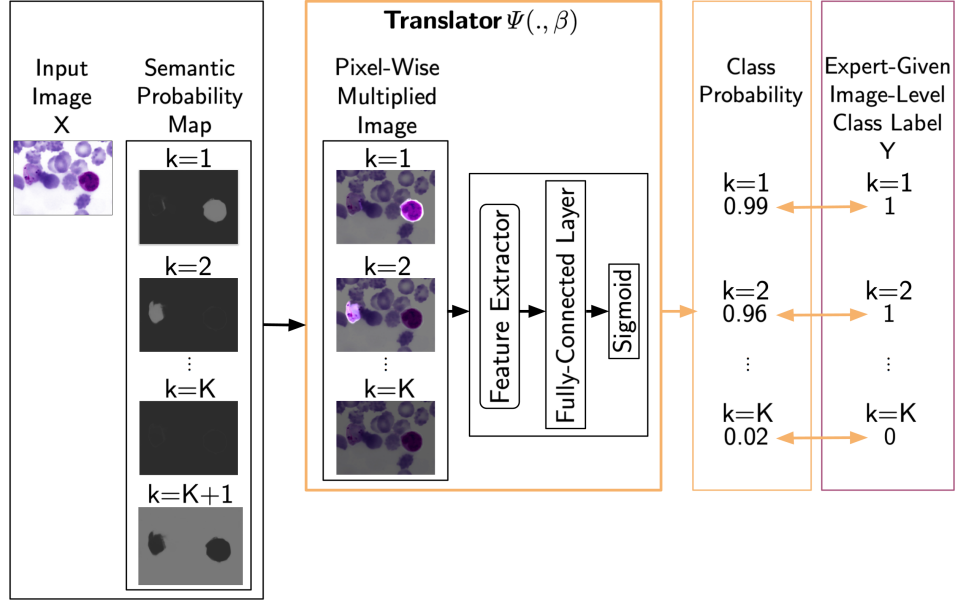 Input
Image
X
Semantic
Probability
Map
k=1
k=2
...
k=K
k=K+1
Translator Ψ(., β)
Pixel-Wise
Multiplied
Image
k=1
k=2
...
k=K
Feature Extractor
Fully-Connected Layer
Sigmoid
Class
Probability
k=1
0.99
k=2
0.96
...
k=K
0.02
Expert-Given
Image-Level
Class Label
Y
k=1
1
k=2
1
...
k=K
0